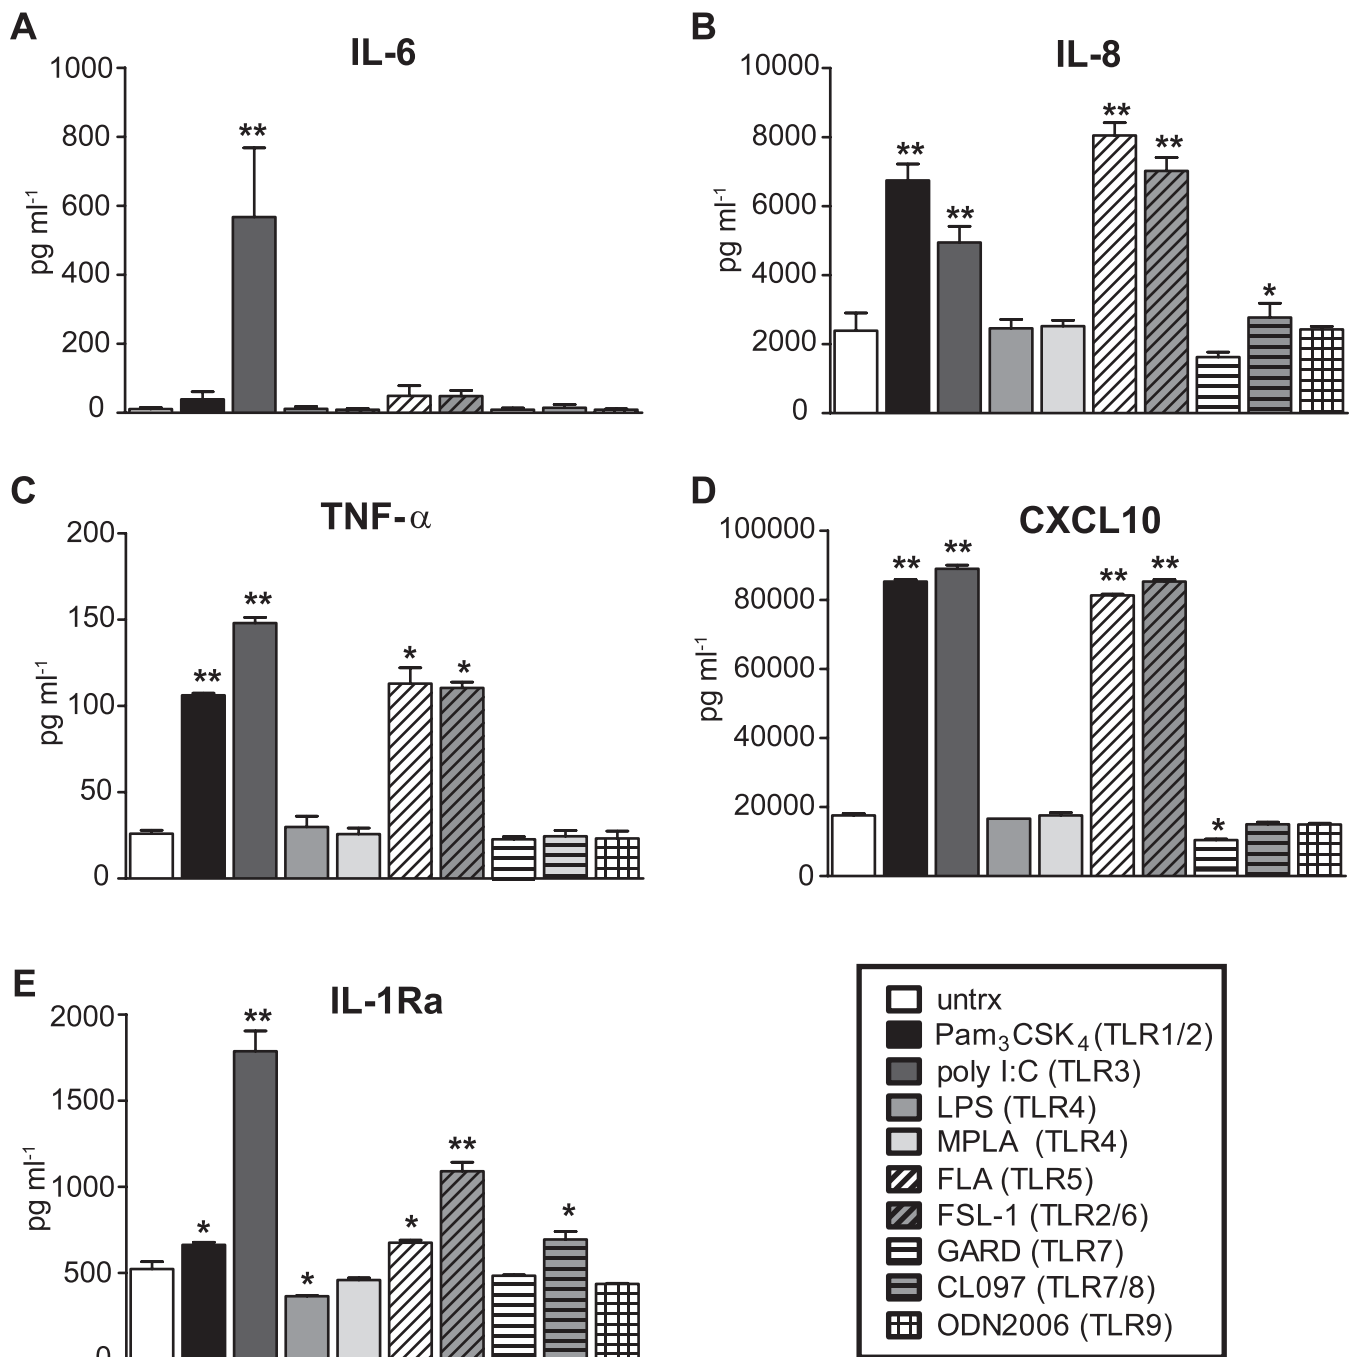 A
IL-6
1000
800
600
400
200
0
pg ml-1
**
B
IL-8
10000
8000
6000
4000
2000
0
pg ml-1
**
**
**
**
*
C
TNF-α
200
150
100
50
0
pg ml-1
**
**
*
*
D
CXCL10
100000
80000
60000
40000
20000
0
pg ml-1
**
**
**
**
*
E
IL-1Ra
2000
1500
1000
500
0
pg ml-1
*
**
*
*
**
*
untrx
Pam3CSK4(TLR1/2)
poly I:C (TLR3)
LPS (TLR4)
MPLA (TLR4)
FLA (TLR5)
FSL-1 (TLR2/6)
GARD (TLR7)
CL097 (TLR7/8)
ODN2006 (TLR9)